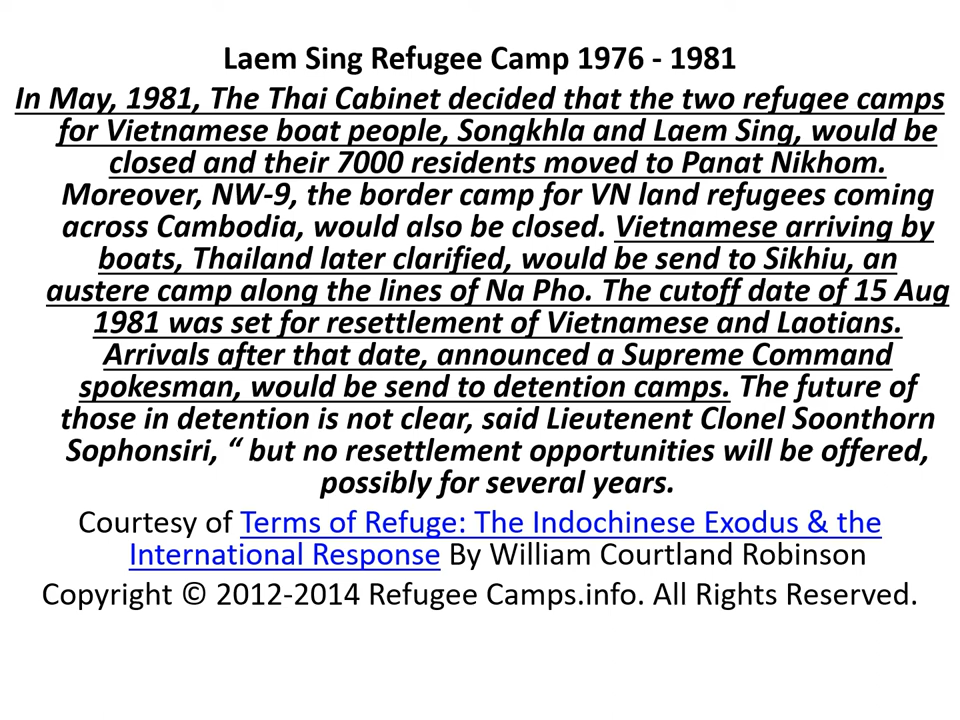 Laem Sing Refugee Camp 1976 - 1981
In May, 1981, The Thai Cabinet decided that the two refugee camps
for Vietnamese boat people, Songkhla and Laem Sing, would be
closed and their 7000 residents moved to Panat Nikhom.
Moreover, NW-9, the border camp for VN land refugees coming
across Cambodia, would also be closed. Vietnamese arriving by
boats, Thailand later clarified, would be send to Sikhiu, an
austere camp along the lines of Na Pho. The cutoff date of 15 Aug
1981 was set for resettlement of Vietnamese and Laotians.
Arrivals after that date, announced a Supreme Command
spokesman, would be send to detention camps. The future of
those in detention is not clear, said Lieutenent Clonel Soonthorn
Sophonsiri, “ but no resettlement opportunities will be offered,
possibly for several years.
Courtesy of Terms of Refuge: The Indochinese Exodus & the
International Response By William Courtland Robinson
Copyright © 2012-2014 Refugee Camps.info. All Rights Reserved.